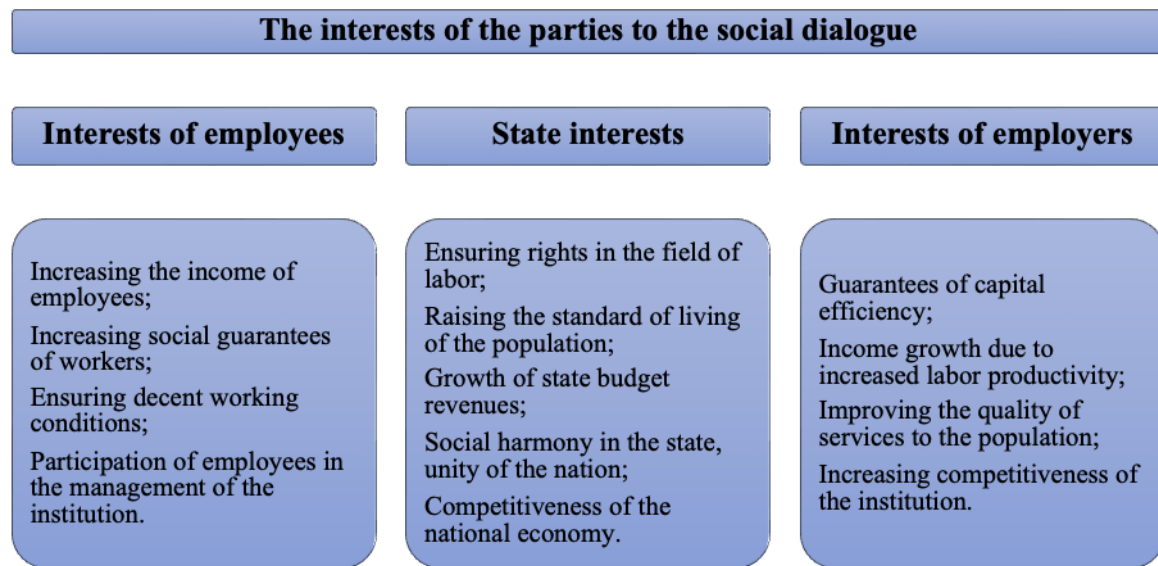 The interests of the parties to the social dialogue
Interests of employees
State interests
Interests of employers
Increasing the income of
employees;
Increasing social guarantees
of workers;
Ensuring decent working
conditions;
Participation of employees in
the management of the
institution.
Ensuring rights in the field of
labor;
Raising the standard of living
of the population;
Growth of state budget
revenues;
Social harmony in the state,
unity of the nation;
Competitiveness of the
national economy.
Guarantees of capital
efficiency;
Income growth due to
increased labor productivity;
Improving the quality of
services to the population;
Increasing competitiveness of
the institution.